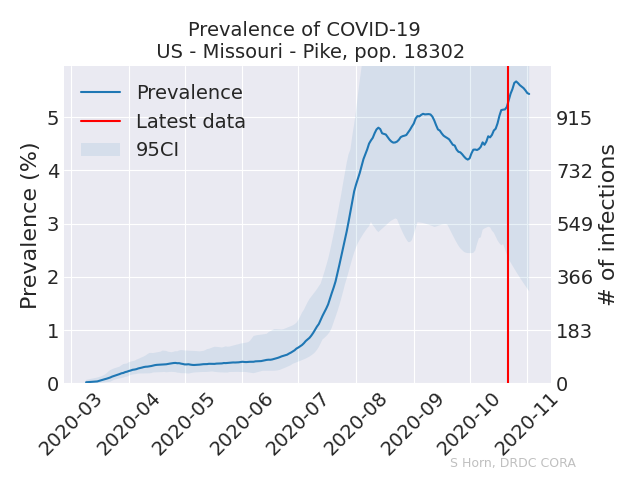 Prevalence of COVID-19
US - Missouri - Pike, pop. 18302
Prevalence
Latest data
95CI
Prevalence (%)
5
4
3
2
1
0
915
732
549
366
183
0
# of infections
2020-03
2020-04
2020-05
2020-06
2020-07
2020-08
2020-09
2020-10
2020-11
S Horn, DRDC CORA